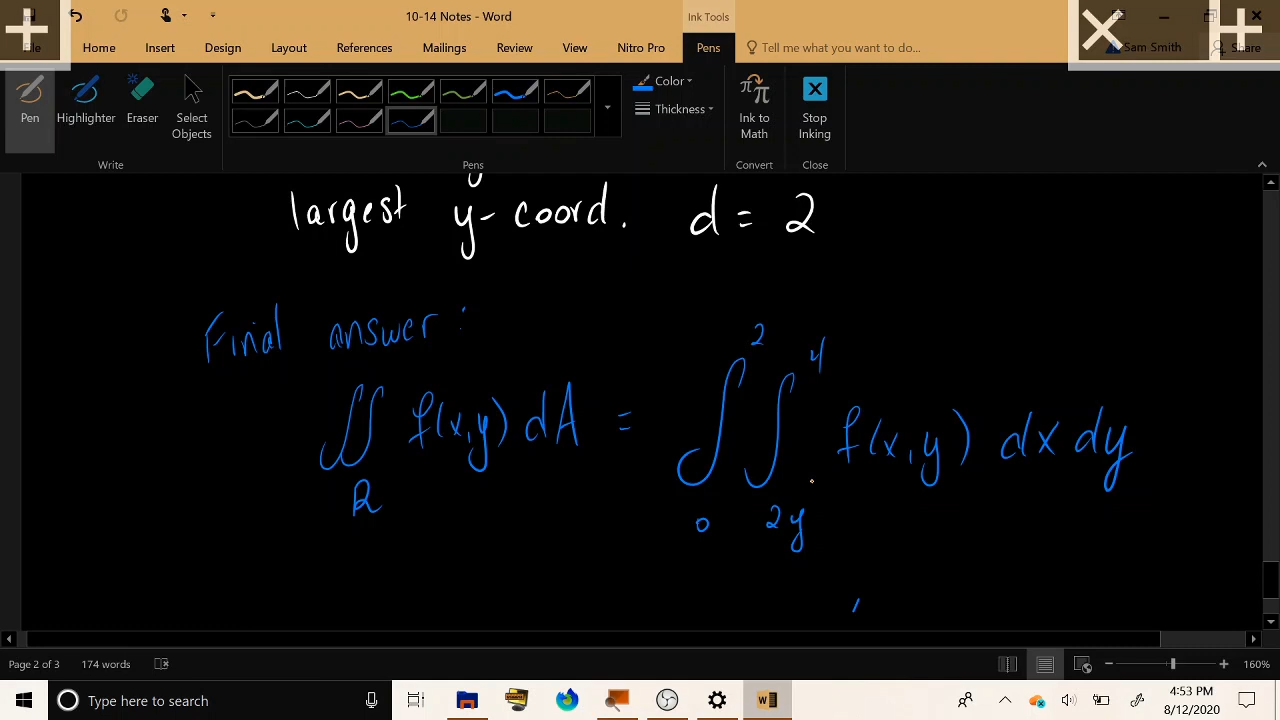 10-14 Notes - Word
Ink Tools
File Home Insert Design Layout References Mailings Review View Nitro Pro Pens Tell me what you want to do... Sam Smith Share
Pen Highlighter Eraser Select Objects
Color
Thickness
Ink to Math
Stop Inking
Write Pens Convert Close
largest y-coord. d = 2
Final answer:
∬_R f(x,y) dA = ∫_0^2 ∫_{2y}^4 f(x,y) dx dy
Page 2 of 3 174 words 160%
Type here to search
4:53 PM
8/12/2020